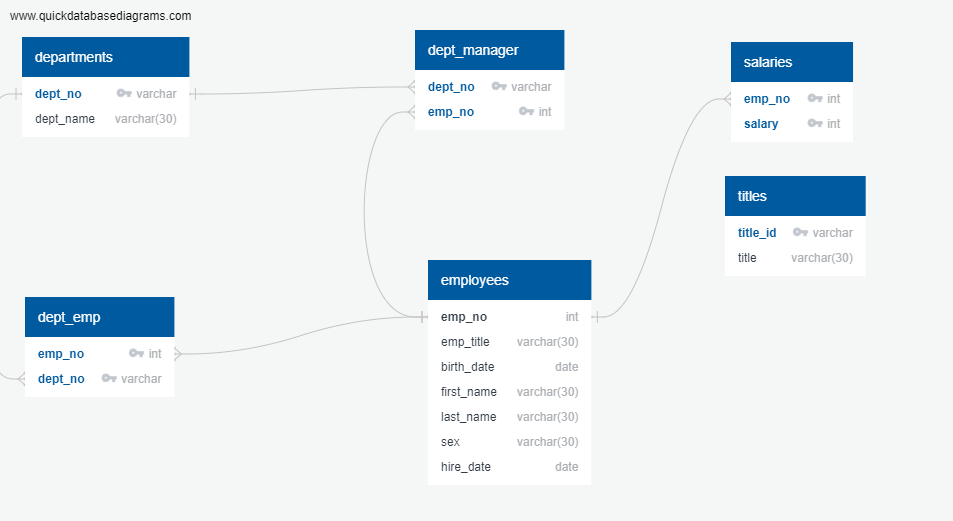 www.quickdatabasediagrams.com
departments
dept_no varchar
dept_name varchar(30)
dept_manager
dept_no varchar
emp_no int
salaries
emp_no int
salary int
titles
title_id varchar
title varchar(30)
employees
emp_no int
emp_title varchar(30)
birth_date date
first_name varchar(30)
last_name varchar(30)
sex varchar(30)
hire_date date
dept_emp
emp_no int
dept_no varchar